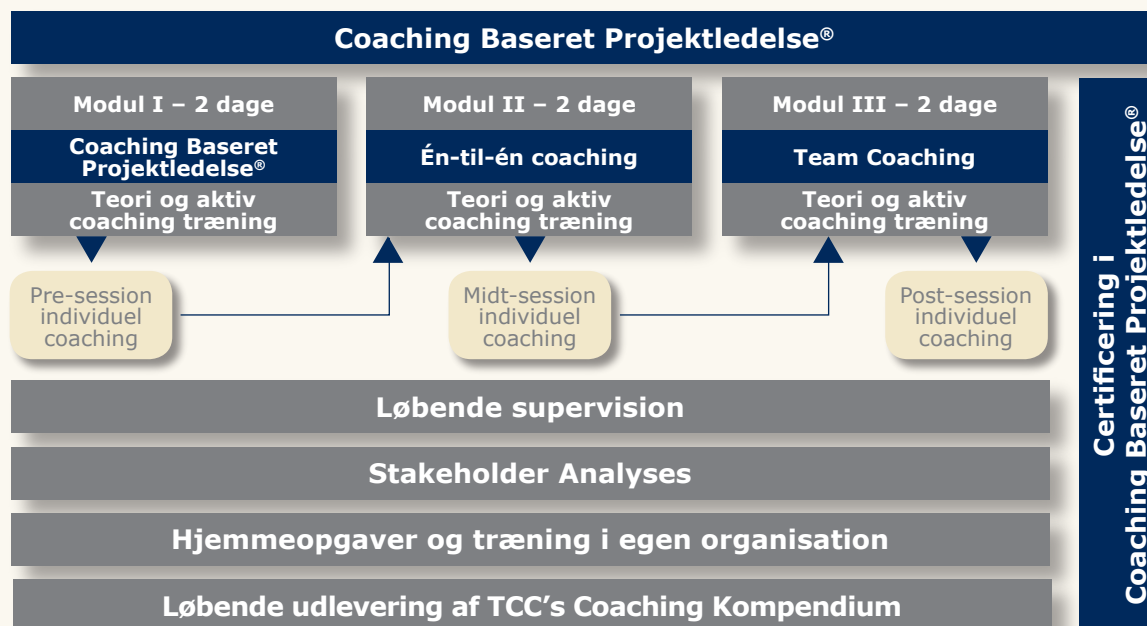 Coaching Baseret Projektledelse®
Modul I – 2 dage
Coaching Baseret
Projektledelse®
Teori og aktiv
coaching træning
Modul II – 2 dage
Én-til-én coaching
Teori og aktiv
coaching træning
Modul III – 2 dage
Team Coaching
Teori og aktiv
coaching træning
Pre-session
individuel
coaching
Midt-session
individuel
coaching
Post-session
individuel
coaching
Løbende supervision
Stakeholder Analyses
Hjemmeopgaver og træning i egen organisation
Løbende udlevering af TCC’s Coaching Kompendium
Certificering i
Coaching Baseret Projektledelse®